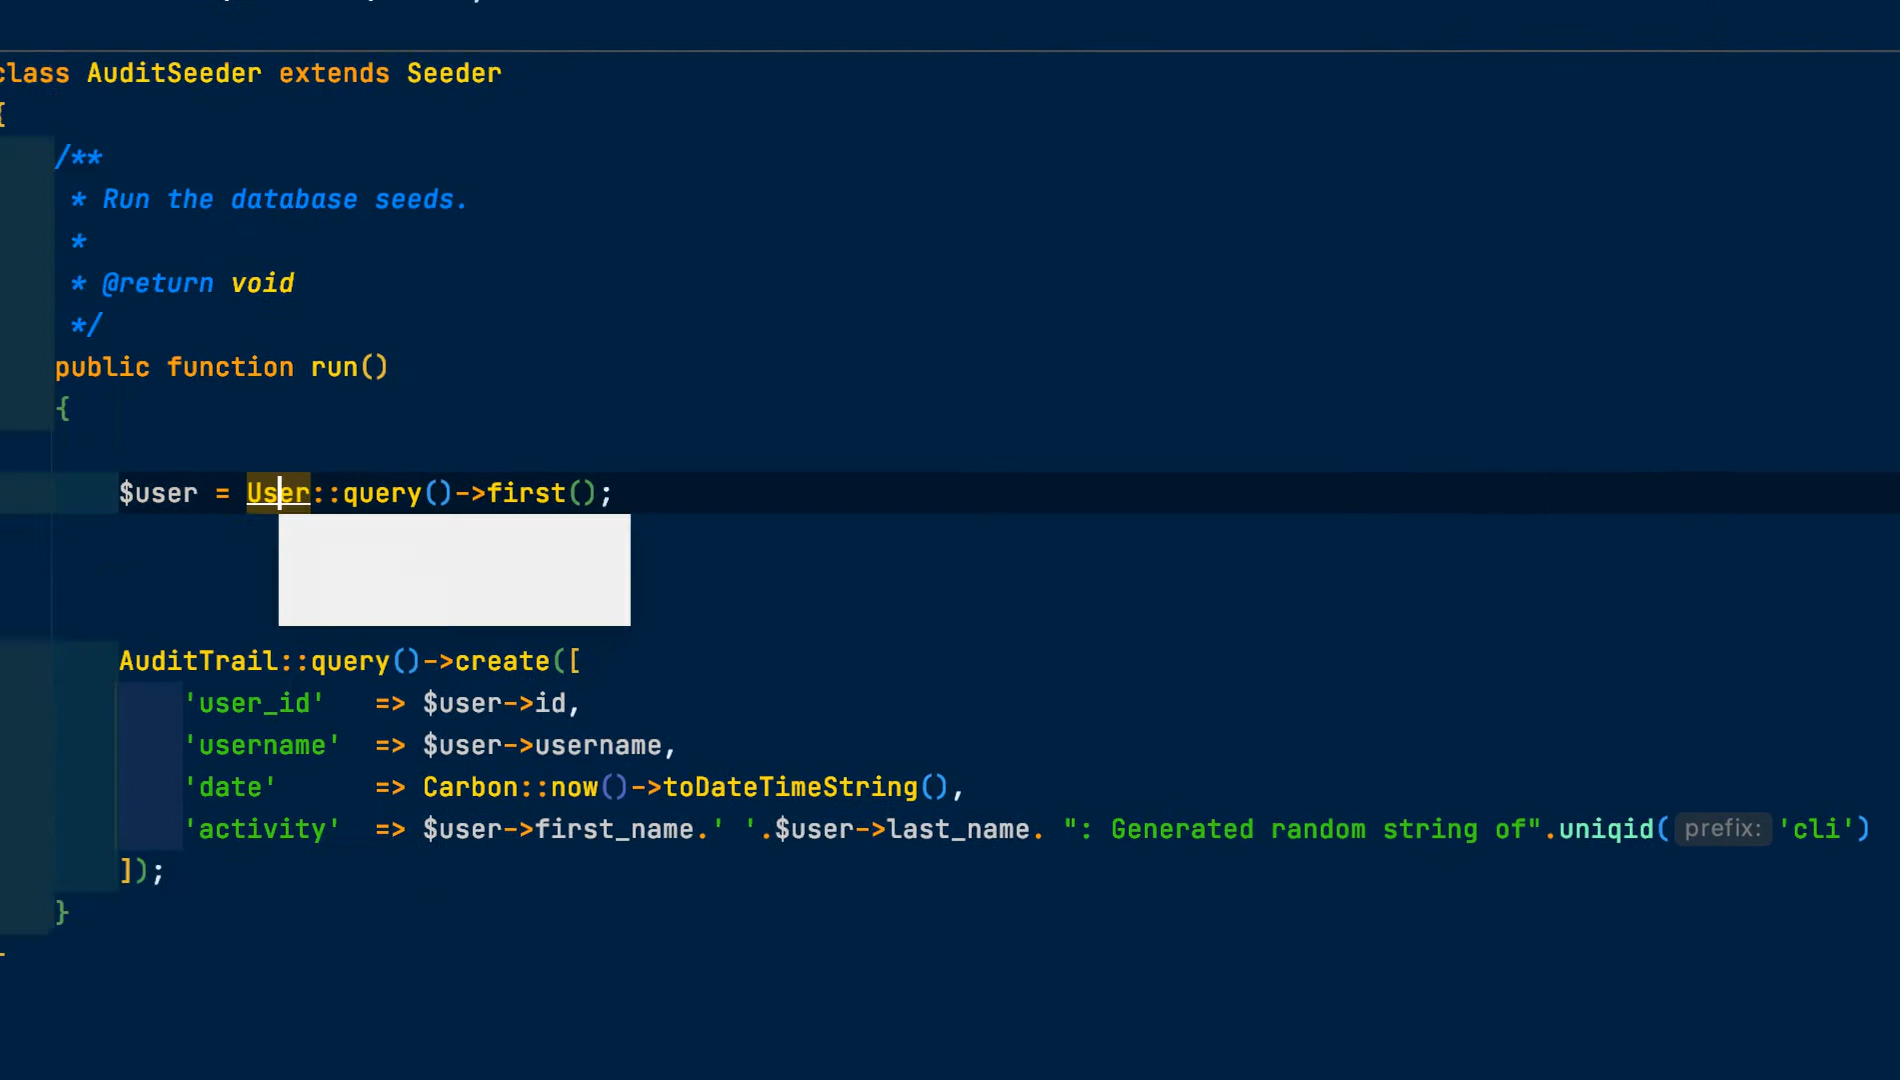 class AuditSeeder extends Seeder
{
/**
* Run the database seeds.
*
* @return void
*/
public function run()
{
$user = User::query()->first();
AuditTrail::query()->create([
'user_id' => $user->id,
'username' => $user->username,
'date' => Carbon::now()->toDateTimeString(),
'activity' => $user->first_name.' '.$user->last_name. ": Generated random string of".uniqid( prefix: 'cli')
]);
}